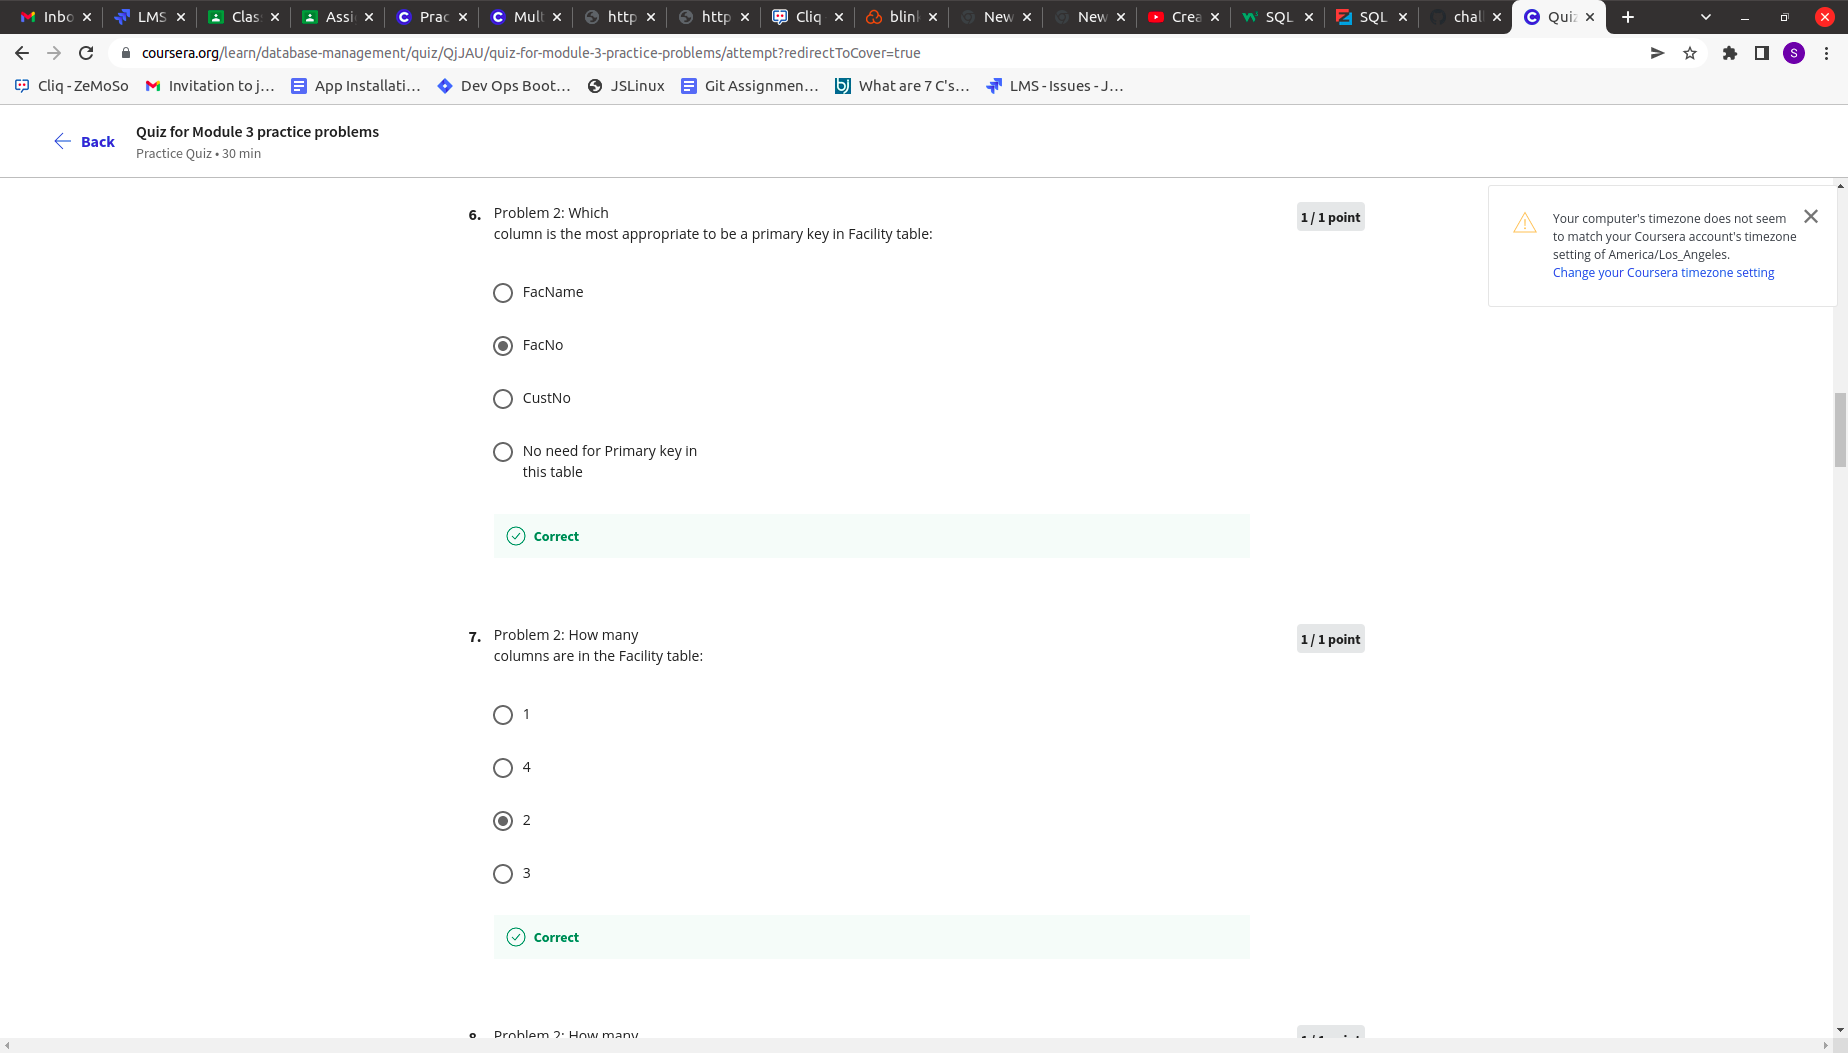 Inbo
LMS
Clas
Assi
Prac
Mult
http
http
Cliq
blin
New
New
Crea
SQL
SQL
chal
Quiz
coursera.org/learn/database-management/quiz/QjJAU/quiz-for-module-3-practice-problems/attempt?redirectToCover=true
S
Cliq - ZeMoSo
Invitation to j...
App Installati...
Dev Ops Boot...
JSLinux
Git Assignmen...
What are 7 C's...
LMS - Issues - J...
Back
Quiz for Module 3 practice problems
Practice Quiz • 30 min
Your computer's timezone does not seem
to match your Coursera account's timezone
setting of America/Los_Angeles.
Change your Coursera timezone setting
6. Problem 2: Which
column is the most appropriate to be a primary key in Facility table:
1 / 1 point
FacName
FacNo
CustNo
No need for Primary key in
this table
Correct
7. Problem 2: How many
columns are in the Facility table:
1 / 1 point
1
4
2
3
Correct
8. Problem 2: How many
1 / 1 point